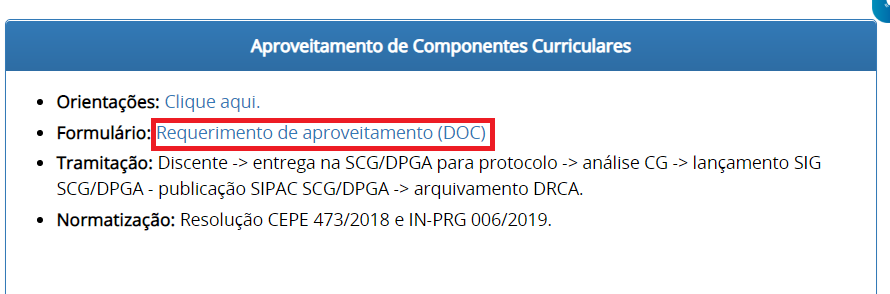 Aproveitamento de Componentes Curriculares
Orientações: Clique aqui.
Formulário: Requerimento de aproveitamento (DOC)
Tramitação: Discente -> entrega na SCG/DPGA para protocolo -> análise CG -> lançamento SIG
SCG/DPGA - publicação SIPAC SCG/DPGA -> arquivamento DRCA.
Normatização: Resolução CEPE 473/2018 e IN-PRG 006/2019.